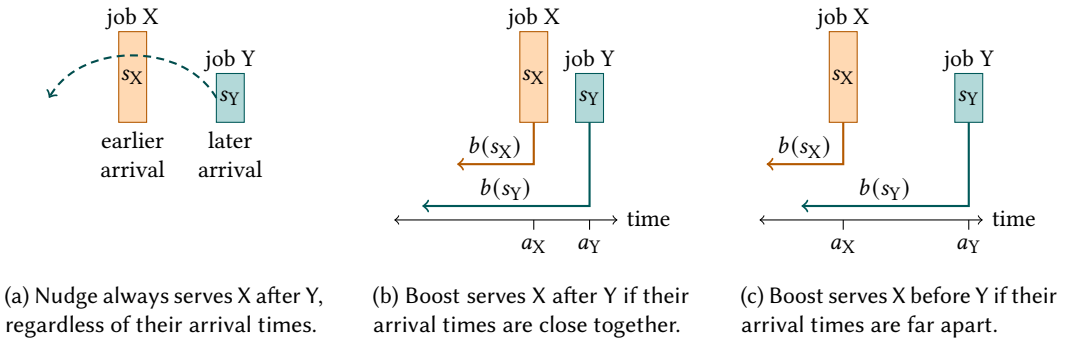 job X
s_X
job Y
s_Y
earlier
arrival
later
arrival
(a) Nudge always serves X after Y,
regardless of their arrival times.
job X
s_X
job Y
s_Y
b(s_X)
b(s_Y)
time
a_X
a_Y
(b) Boost serves X after Y if their
arrival times are close together.
job X
s_X
job Y
s_Y
b(s_X)
b(s_Y)
time
a_X
a_Y
(c) Boost serves X before Y if their
arrival times are far apart.